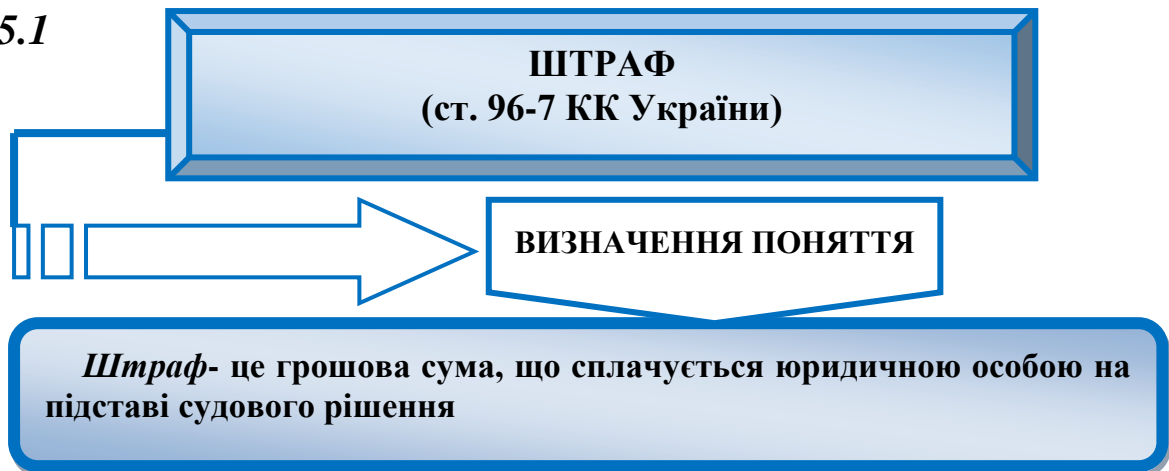 5.1
ШТРАФ
(ст. 96-7 КК України)
ВИЗНАЧЕННЯ ПОНЯТТЯ
Штраф- це грошова сума, що сплачується юридичною особою на
підставі судового рішення